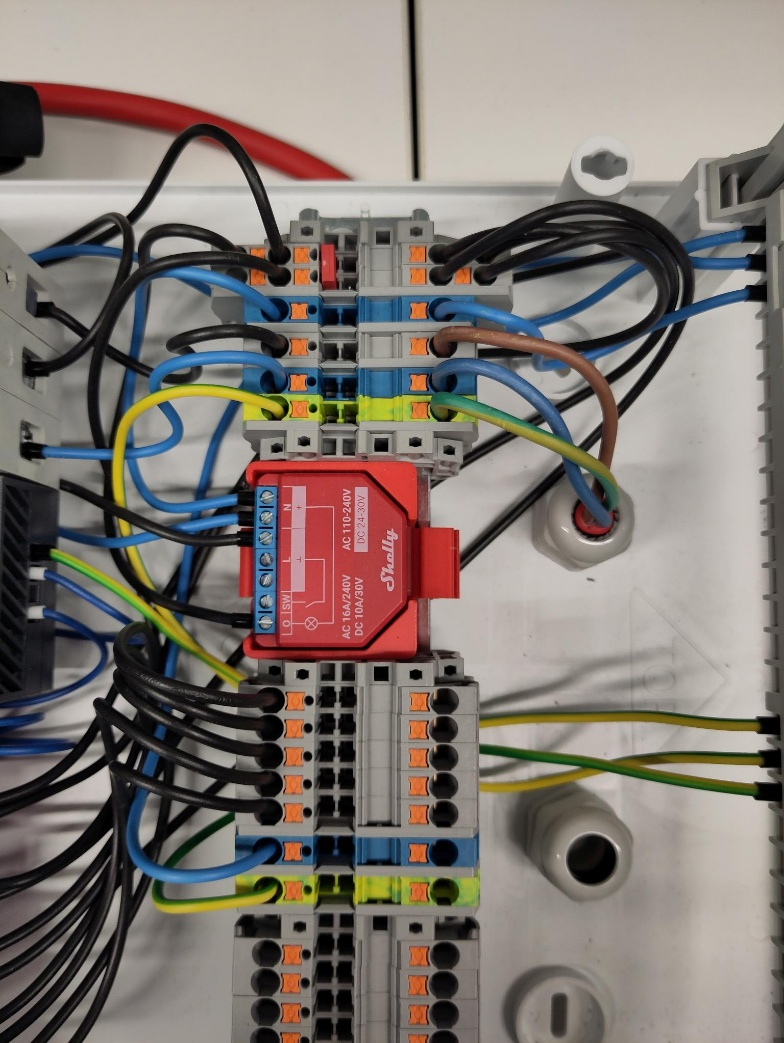 N
+
L
⊥
SW
O
AC 110-240V
DC 24-30V
AC 16A/240V
DC 10A/30V
Shelly